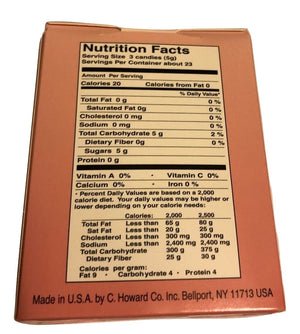 Nutrition Facts
Serving Size 3 candies (5g)
Servings Per Container about 23
Amount Per Serving
Calories 20 Calories from Fat 0
% Daily Value*
Total Fat 0 g 0 %
Saturated Fat 0g 0 %
Cholesterol 0 mg 0 %
Sodium 0 mg 0 %
Total Carbohydrate 5 g 2 %
Dietary Fiber 0g 0 %
Sugars 5 g
Protein 0 g
Vitamin A 0% • Vitamin C 0%
Calcium 0% • Iron 0 %
* Percent Daily Values are based on a 2,000
calorie diet. Your daily values may be higher or
lower depending on your calorie needs:
Calories: 2,000 2,500
Total Fat Less than 65 g 80 g
Sat Fat Less than 20 g 25 g
Cholesterol Less than 300 mg 300 mg
Sodium Less than 2,400 mg 2,400 mg
Total Carbohydrate 300 g 375 g
Dietary Fiber 25 g 30 g
Calories per gram:
Fat 9 • Carbohydrate 4 • Protein 4
Made in U.S.A. by C. Howard Co. Inc. Bellport, NY 11713 USA